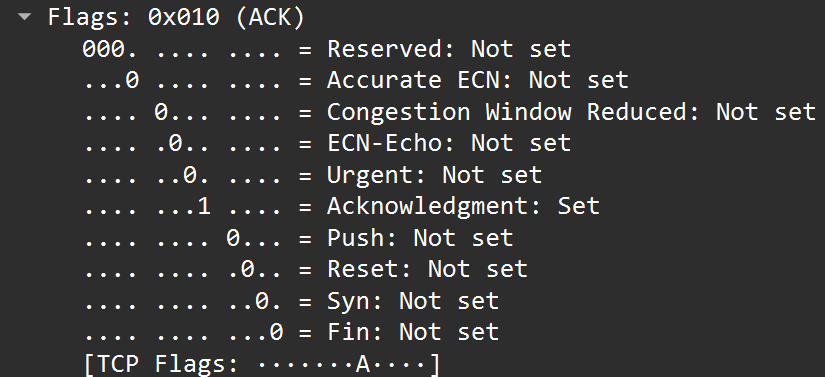 Flags: 0x010 (ACK)
000. .... .... = Reserved: Not set
...0 .... .... = Accurate ECN: Not set
.... 0... .... = Congestion Window Reduced: Not set
.... .0.. .... = ECN-Echo: Not set
.... ..0. .... = Urgent: Not set
.... ...1 .... = Acknowledgment: Set
.... .... 0... = Push: Not set
.... .... .0.. = Reset: Not set
.... .... ..0. = Syn: Not set
.... .... ...0 = Fin: Not set
[TCP Flags: ·······A····]